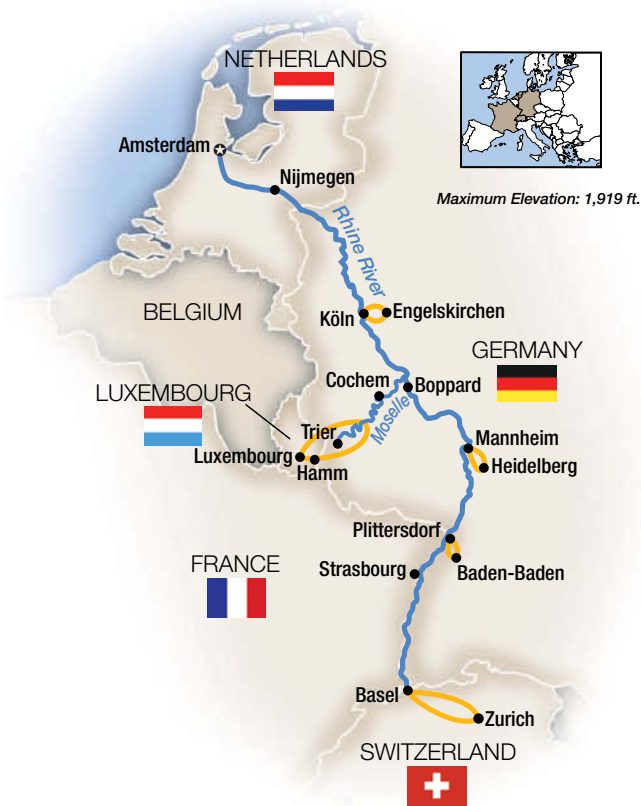 NETHERLANDS
Amsterdam
Nijmegen
Maximum Elevation: 1,919 ft.
Rhine River
BELGIUM
Köln
Engelskirchen
GERMANY
Cochem
Boppard
LUXEMBOURG
Moselle
Trier
Luxembourg
Hamm
Mannheim
Heidelberg
Plittersdorf
FRANCE
Strasbourg
Baden-Baden
Basel
Zurich
SWITZERLAND